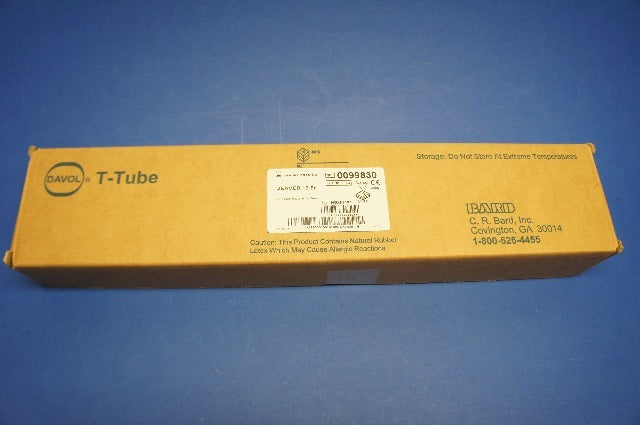 DAVOL® T-Tube
REF 0099830
Storage: Do Not Store At Extreme Temperatures
BARD
C. R. Bard, Inc.
Covington, GA 30014
1-800-526-4455
Caution: This Product Contains Natural Rubber
Latex Which May Cause Allergic Reactions